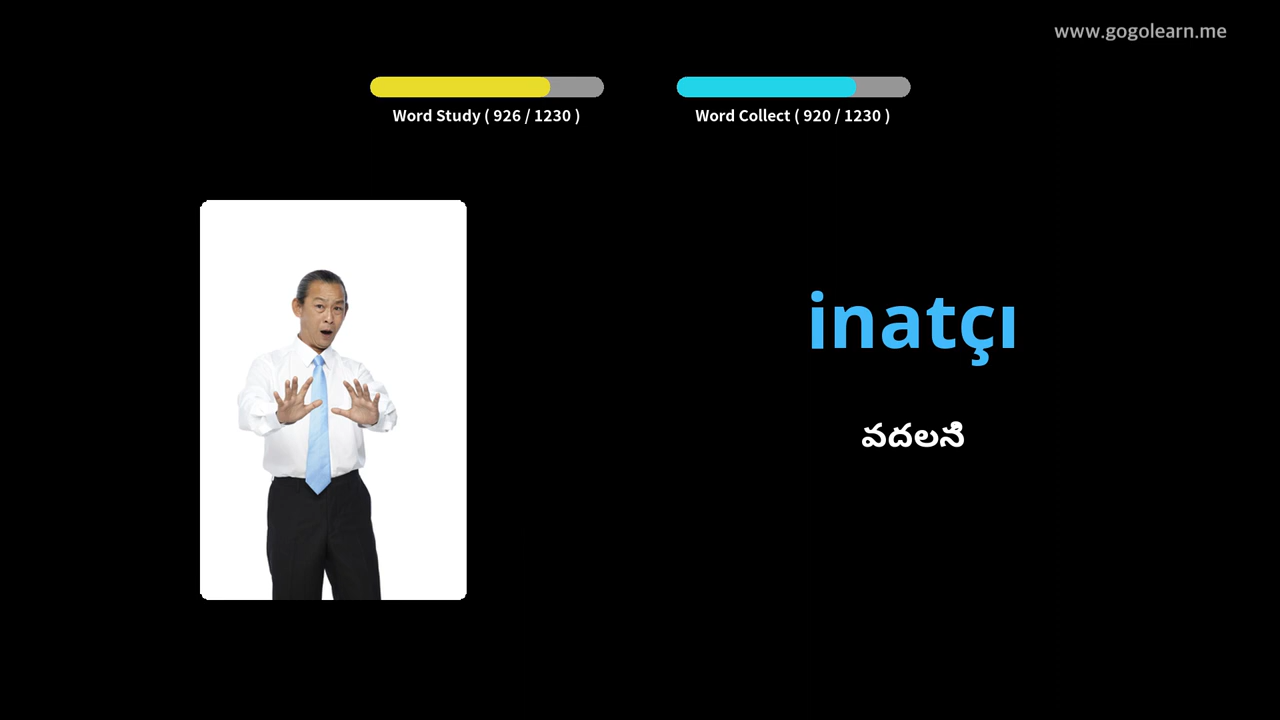 www.gogolearn.me
Word Study ( 926 / 1230 )
Word Collect ( 920 / 1230 )
inatçı
వదలని